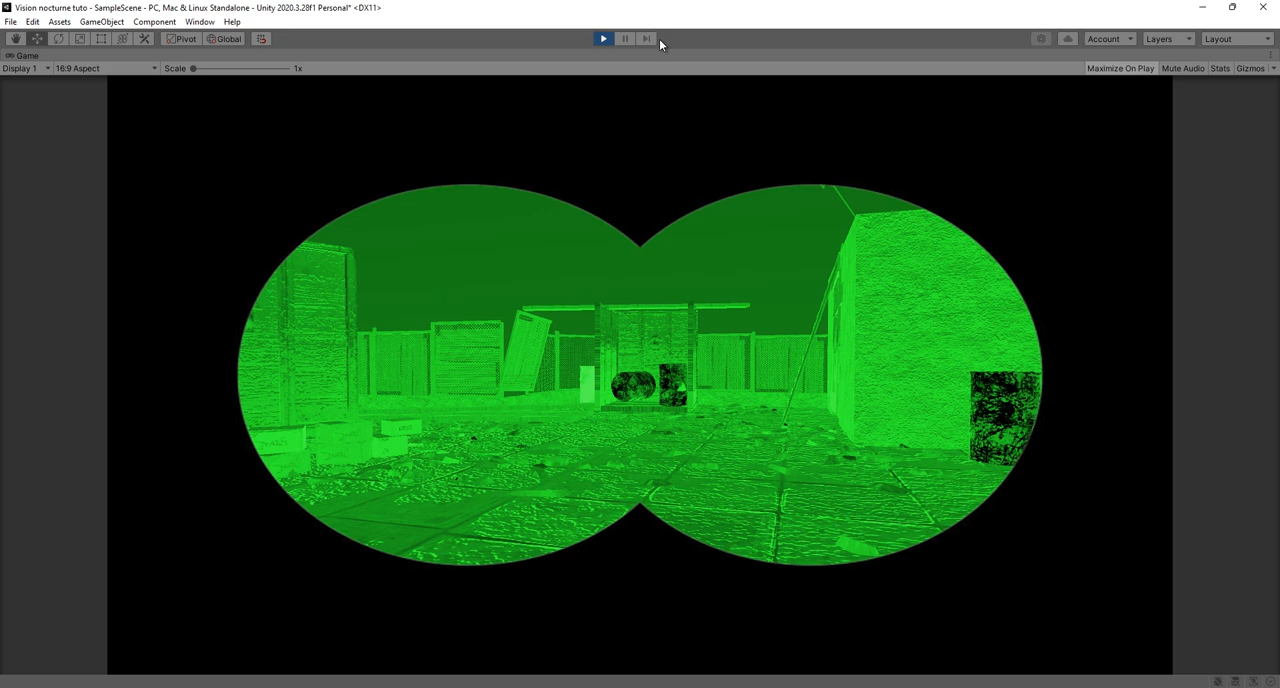 Vision nocturne tuto - SampleScene - PC, Mac & Linux Standalone - Unity 2020.3.28f1 Personal* <DX11>
File Edit Assets GameObject Component Window Help
Pivot Global Account Layers Layout
Game
Display 1 16:9 Aspect Scale 1x Maximize On Play Mute Audio Stats Gizmos